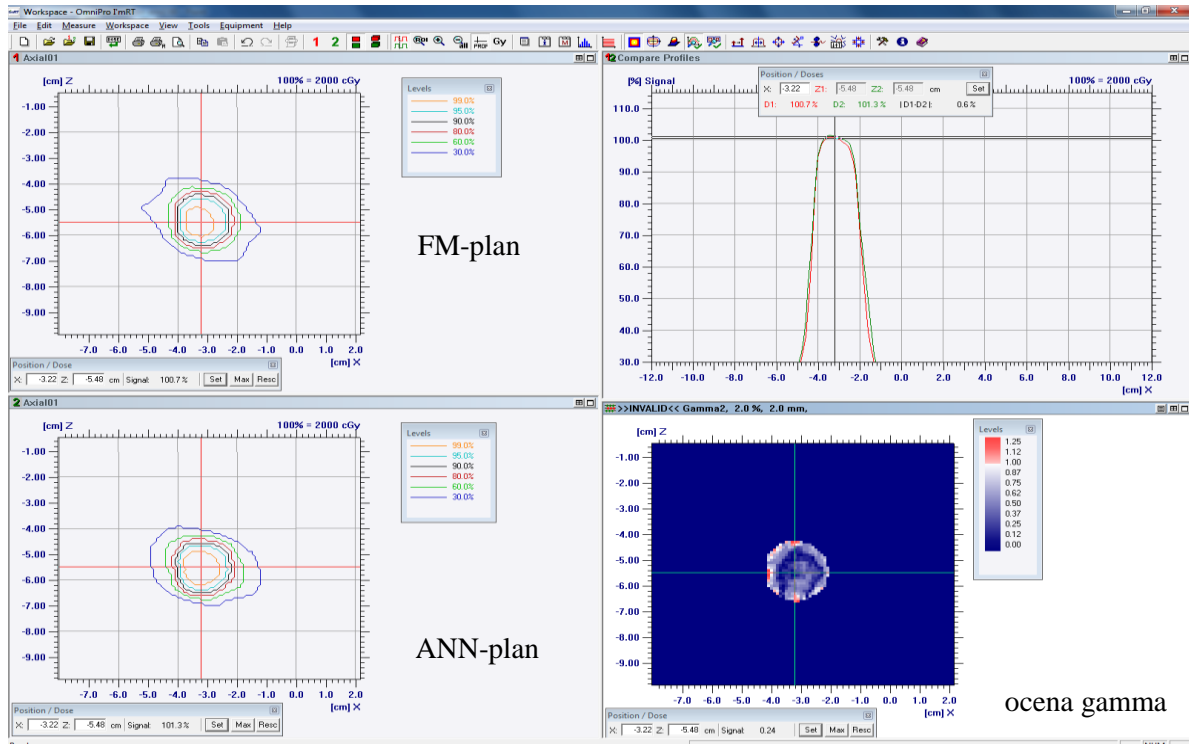 Workspace - OmniPro I'mRT
File Edit Measure Workspace View Tools Equipment Help
1 2 Gy
1 Axial01
[cm] Z
100% = 2000 cGy
-1.00
-2.00
-3.00
-4.00
-5.00
-6.00
-7.00
-8.00
-9.00
-7.0 -6.0 -5.0 -4.0 -3.0 -2.0 -1.0 0.0 1.0 2.0
[cm] X
Levels
99.0%
95.0%
90.0%
80.0%
60.0%
30.0%
FM-plan
Position / Dose
X: -3.22 Z: -5.48 cm Signal: 100.7% Set Max Resc
12 Compare Profiles
[%] Signal
100% = 2000 cGy
Position / Doses
X: -3.22 Z1: -5.48 Z2: -5.48 cm Set
D1: 100.7% D2: 101.3% |D1-D2|: 0.6%
110.0
100.0
90.0
80.0
70.0
60.0
50.0
40.0
30.0
-12.0 -10.0 -8.0 -6.0 -4.0 -2.0 0.0 2.0 4.0 6.0 8.0 10.0 12.0
[cm] X
2 Axial01
[cm] Z
100% = 2000 cGy
-1.00
-2.00
-3.00
-4.00
-5.00
-6.00
-7.00
-8.00
-9.00
-7.0 -6.0 -5.0 -4.0 -3.0 -2.0 -1.0 0.0 1.0 2.0
[cm] X
Levels
99.0%
95.0%
90.0%
80.0%
60.0%
30.0%
ANN-plan
Position / Dose
X: -3.22 Z: -5.48 cm Signal: 101.3% Set Max Resc
>>INVALID<< Gamma2, 2.0 %, 2.0 mm,
[cm] Z
-1.00
-2.00
-3.00
-4.00
-5.00
-6.00
-7.00
-8.00
-9.00
-7.0 -6.0 -5.0 -4.0 -3.0 -2.0 -1.0 0.0 1.0 2.0
[cm] X
Levels
1.25
1.12
1.00
0.87
0.75
0.62
0.50
0.37
0.25
0.12
0.00
ocena gamma
Position / Dose
X: -3.22 Z: -5.48 cm Signal: 0.24 Set Max Resc